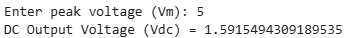 Enter peak voltage (Vm): 5
DC Output Voltage (Vdc) = 1.5915494309189535